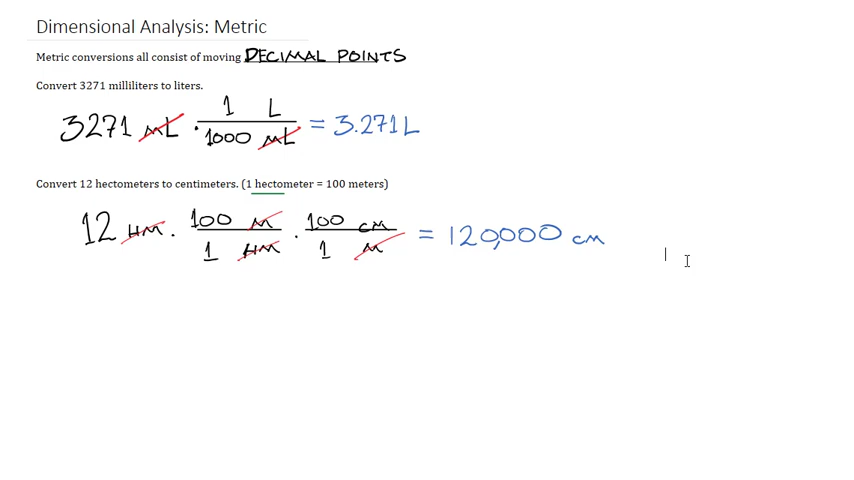 Dimensional Analysis: Metric
Metric conversions all consist of moving DECIMAL POINTS
Convert 3271 milliliters to liters.
3271 mL · 1 L / 1000 mL = 3.271 L
Convert 12 hectometers to centimeters. (1 hectometer = 100 meters)
12 HM · 100 M / 1 HM · 100 cm / 1 M = 120,000 cm